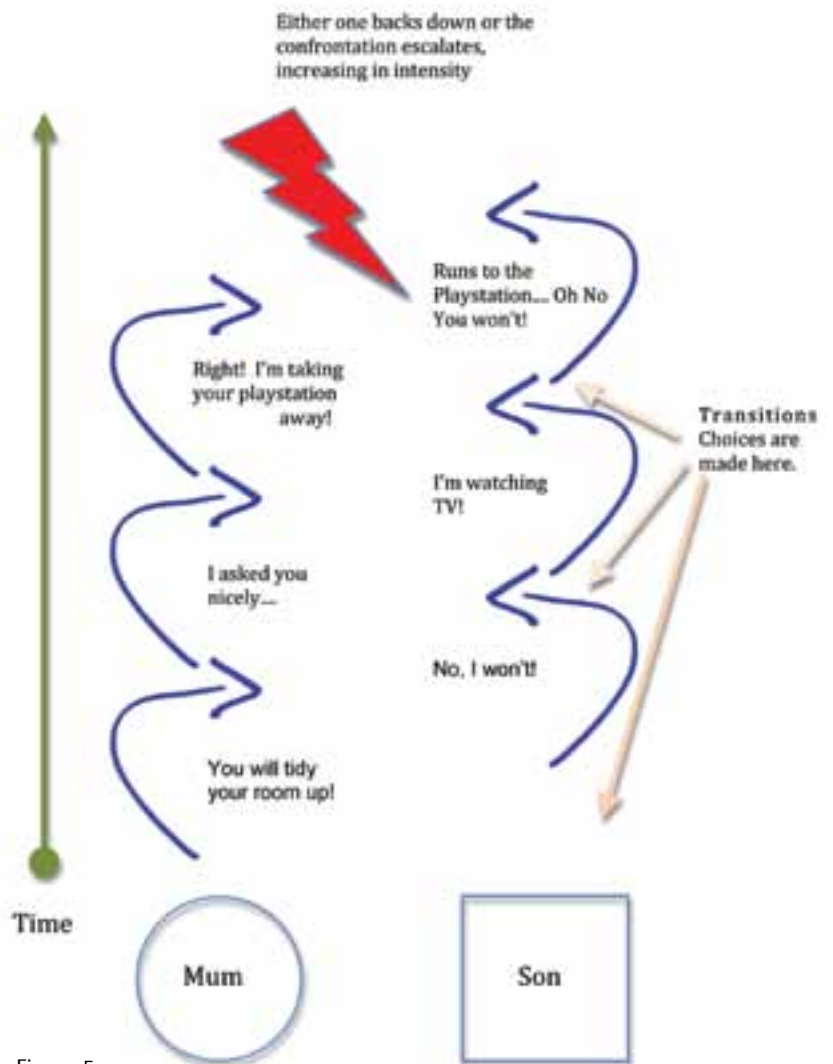 Either one backs down or the
confrontation escalates,
increasing in intensity
Runs to the
Playstation.... Oh No
You won't!
Right! I'm taking
your playstation
away!
Transitions
Choices are
made here.
I'm watching
TV!
I asked you
nicely....
No, I won't!
You will tidy
your room up!
Time
Mum
Son